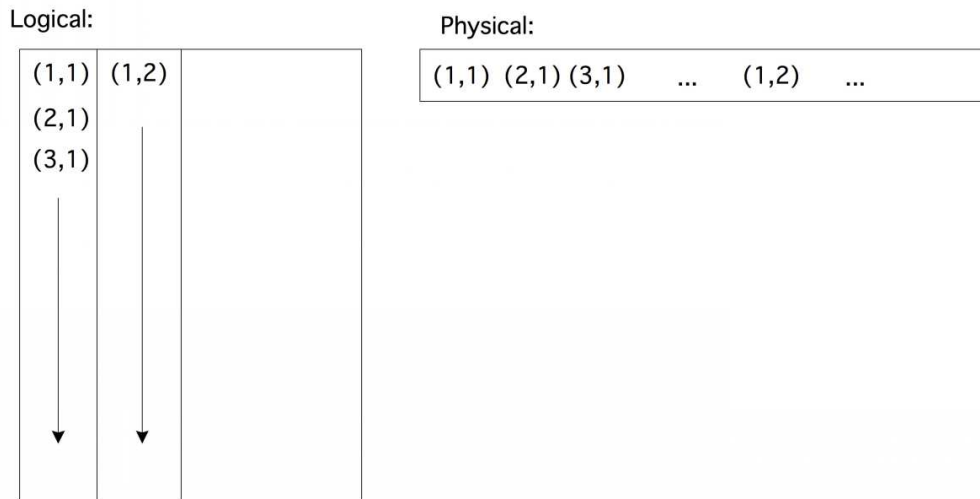 Logical:
(1,1) (1,2)
(2,1)
(3,1)
Physical:
(1,1) (2,1) (3,1) ... (1,2) ...